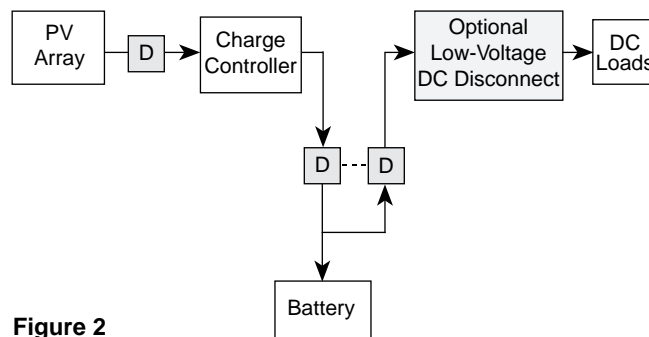 PV
Array
D
Charge
Controller
Optional
Low-Voltage
DC Disconnect
DC
Loads
D
D
Battery
Figure 2